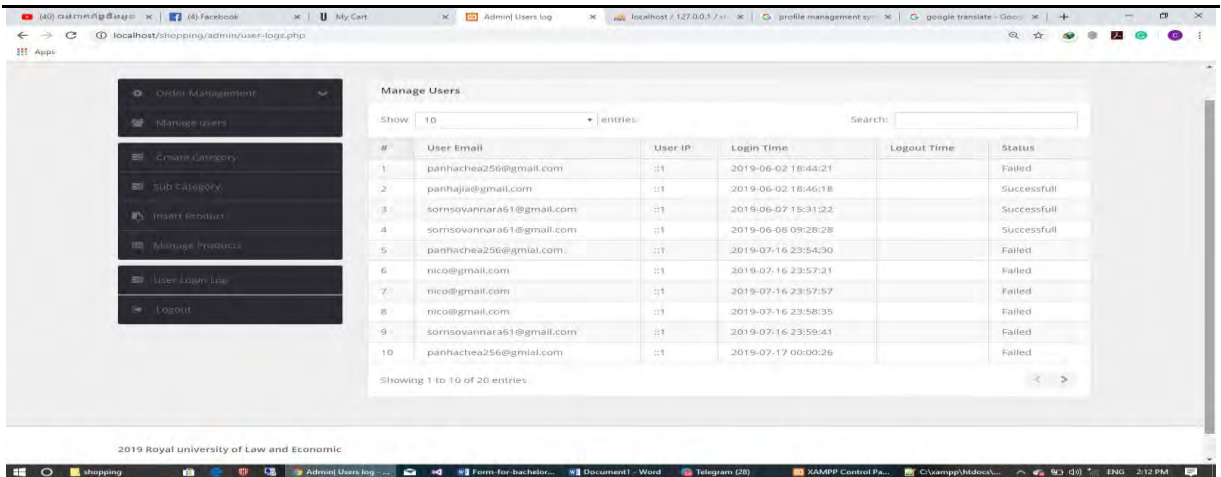 (4) Facebook
My Cart
Admin| Users log
localhost / 127.0.0.1 /
profile management sy
google translate - Goo
localhost/shopping/admin/user-logs.php
Apps
Order Management
Manage users
Create Category
Sub Category
Insert Product
Manage Products
User Login Log
Logout
Manage Users
Show 10 entries Search:
# User Email User IP Login Time Logout Time Status
1 panhachea256@gmail.com ::1 2019-06-02 18:44:21 Failed
2 panhajia@gmail.com ::1 2019-06-02 18:46:18 Successfull
3 sornsovannara61@gmail.com ::1 2019-06-07 15:31:22 Successfull
4 sornsovannara61@gmail.com ::1 2019-06-08 09:28:28 Successfull
5 panhachea256@gmial.com ::1 2019-07-16 23:54:30 Failed
6 nico@gmail.com ::1 2019-07-16 23:57:21 Failed
7 nico@gmail.com ::1 2019-07-16 23:57:57 Failed
8 nico@gmail.com ::1 2019-07-16 23:58:35 Failed
9 sornsovannara61@gmail.com ::1 2019-07-16 23:59:41 Failed
10 panhachea256@gmial.com ::1 2019-07-17 00:00:26 Failed
Showing 1 to 10 of 20 entries
2019 Royal university of Law and Economic
shopping Admin| Users log - ... Form-for-bachelor... Document1 - Word Telegram (28) XAMPP Control Pa... C:\xampp\htdocs\... ENG 2:12 PM